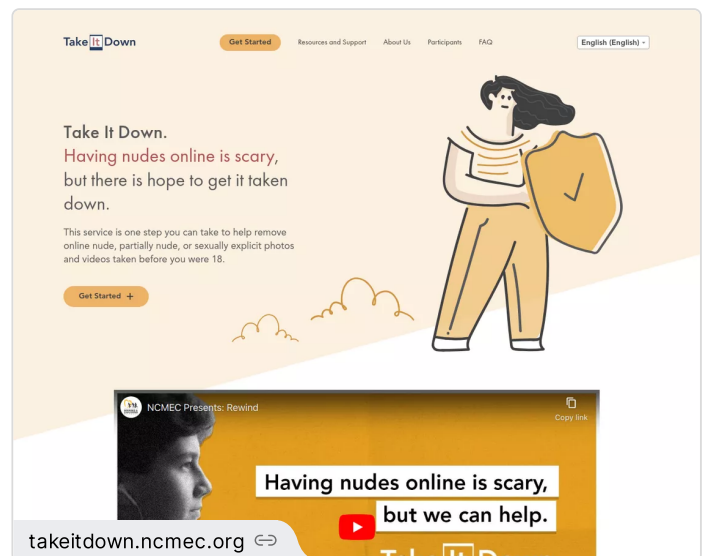 Take It Down
Get Started
Resources and Support
About Us
Participants
FAQ
English (English)
Take It Down.
Having nudes online is scary,
but there is hope to get it taken
down.
This service is one step you can take to help remove
online nude, partially nude, or sexually explicit photos
and videos taken before you were 18.
Get Started +
NCMEC Presents: Rewind
Copy link
Having nudes online is scary,
but we can help.
takeitdown.ncmec.org